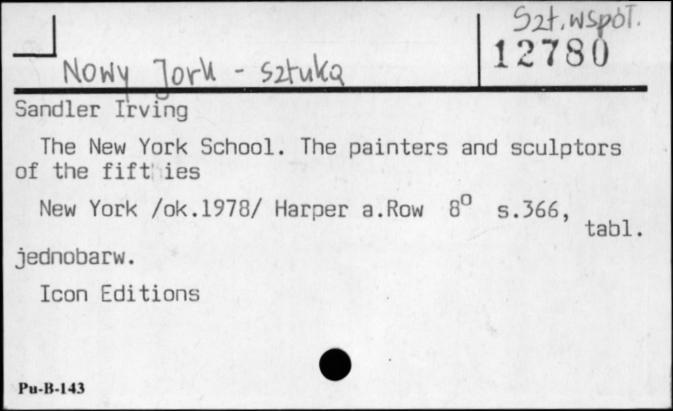 Szt. wspöł.
12780
Nowy Jork - sztuka
Sandler Irving
The New York School. The painters and sculptors
of the fifties
New York /ok.1978/ Harper a.Row 8⁰ s.366,
tabl.
jednobarw.
Icon Editions
Pu-B-143